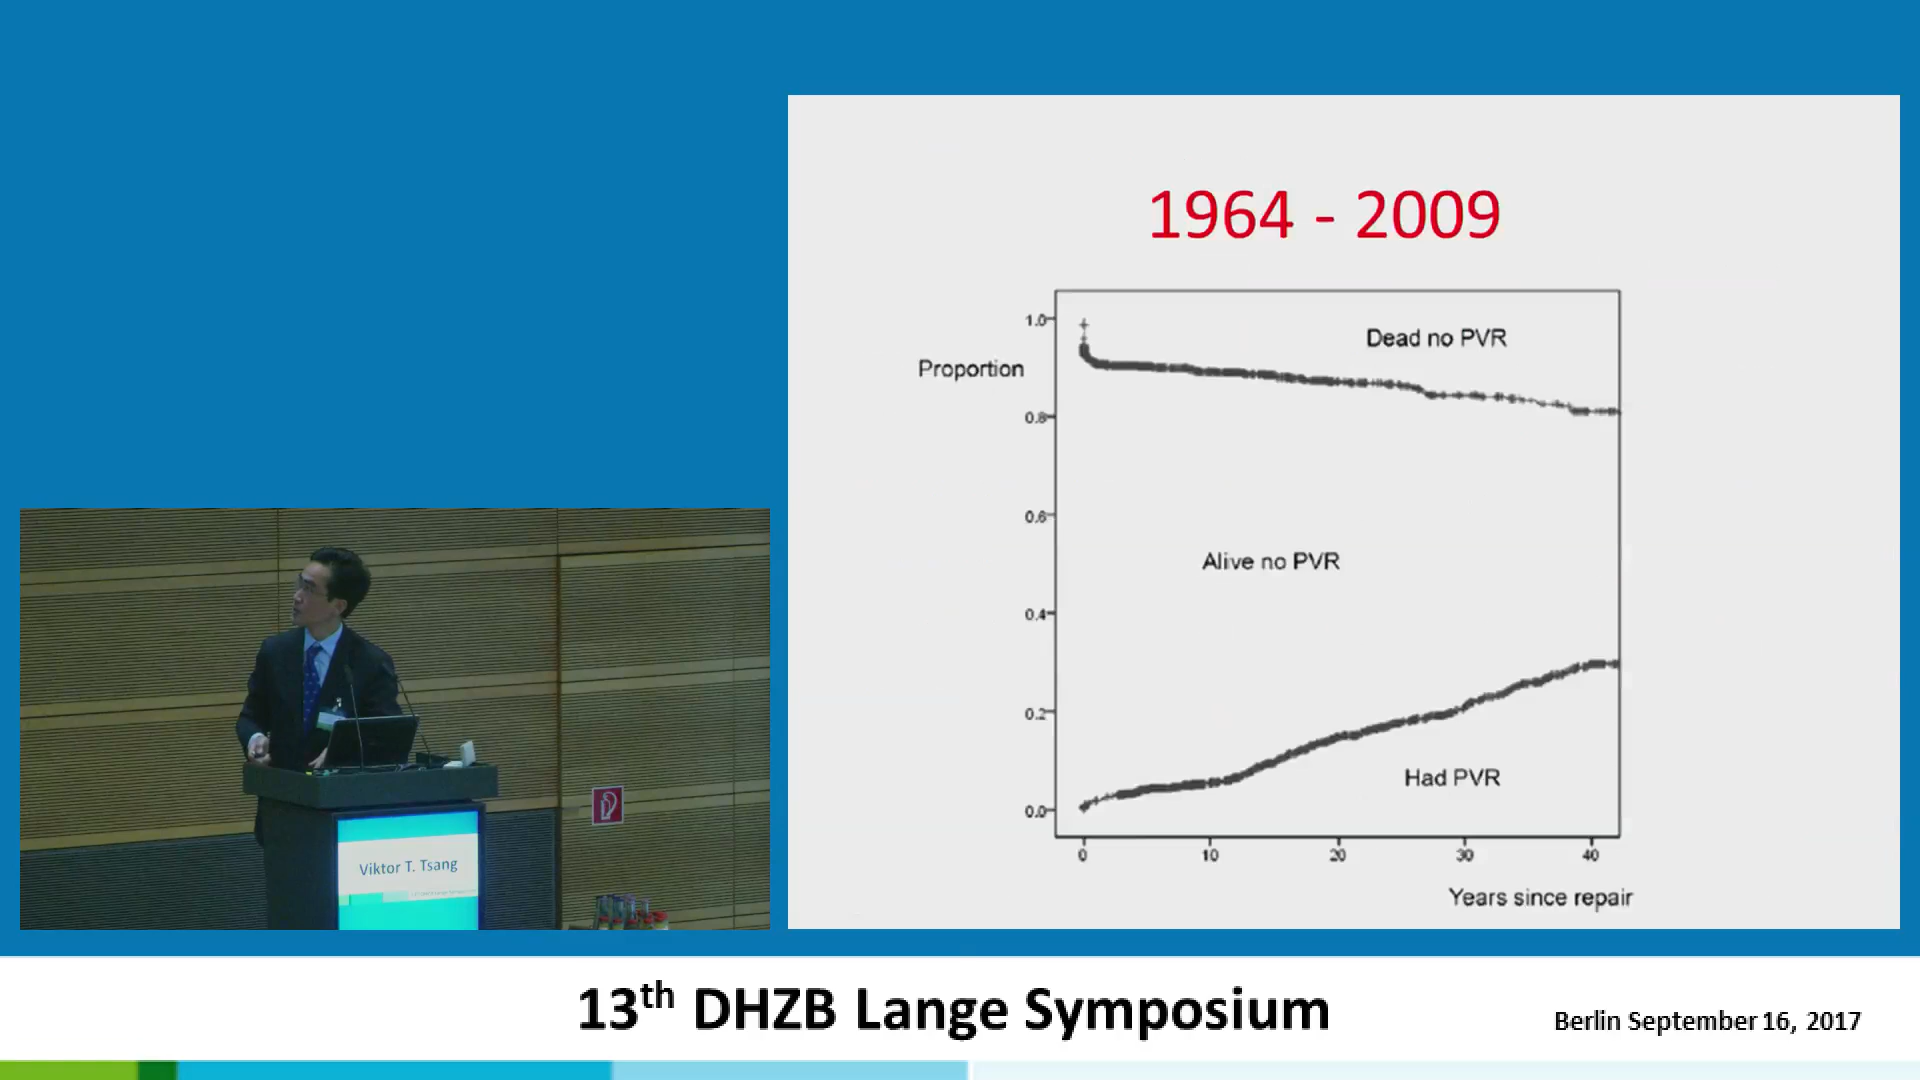 1964 - 2009
Proportion
1.0
0.8
0.6
0.4
0.2
0.0
Dead no PVR
Alive no PVR
Had PVR
0 10 20 30 40
Years since repair
Viktor T. Tsang
13th DHZB Lange Symposium
Berlin September 16, 2017